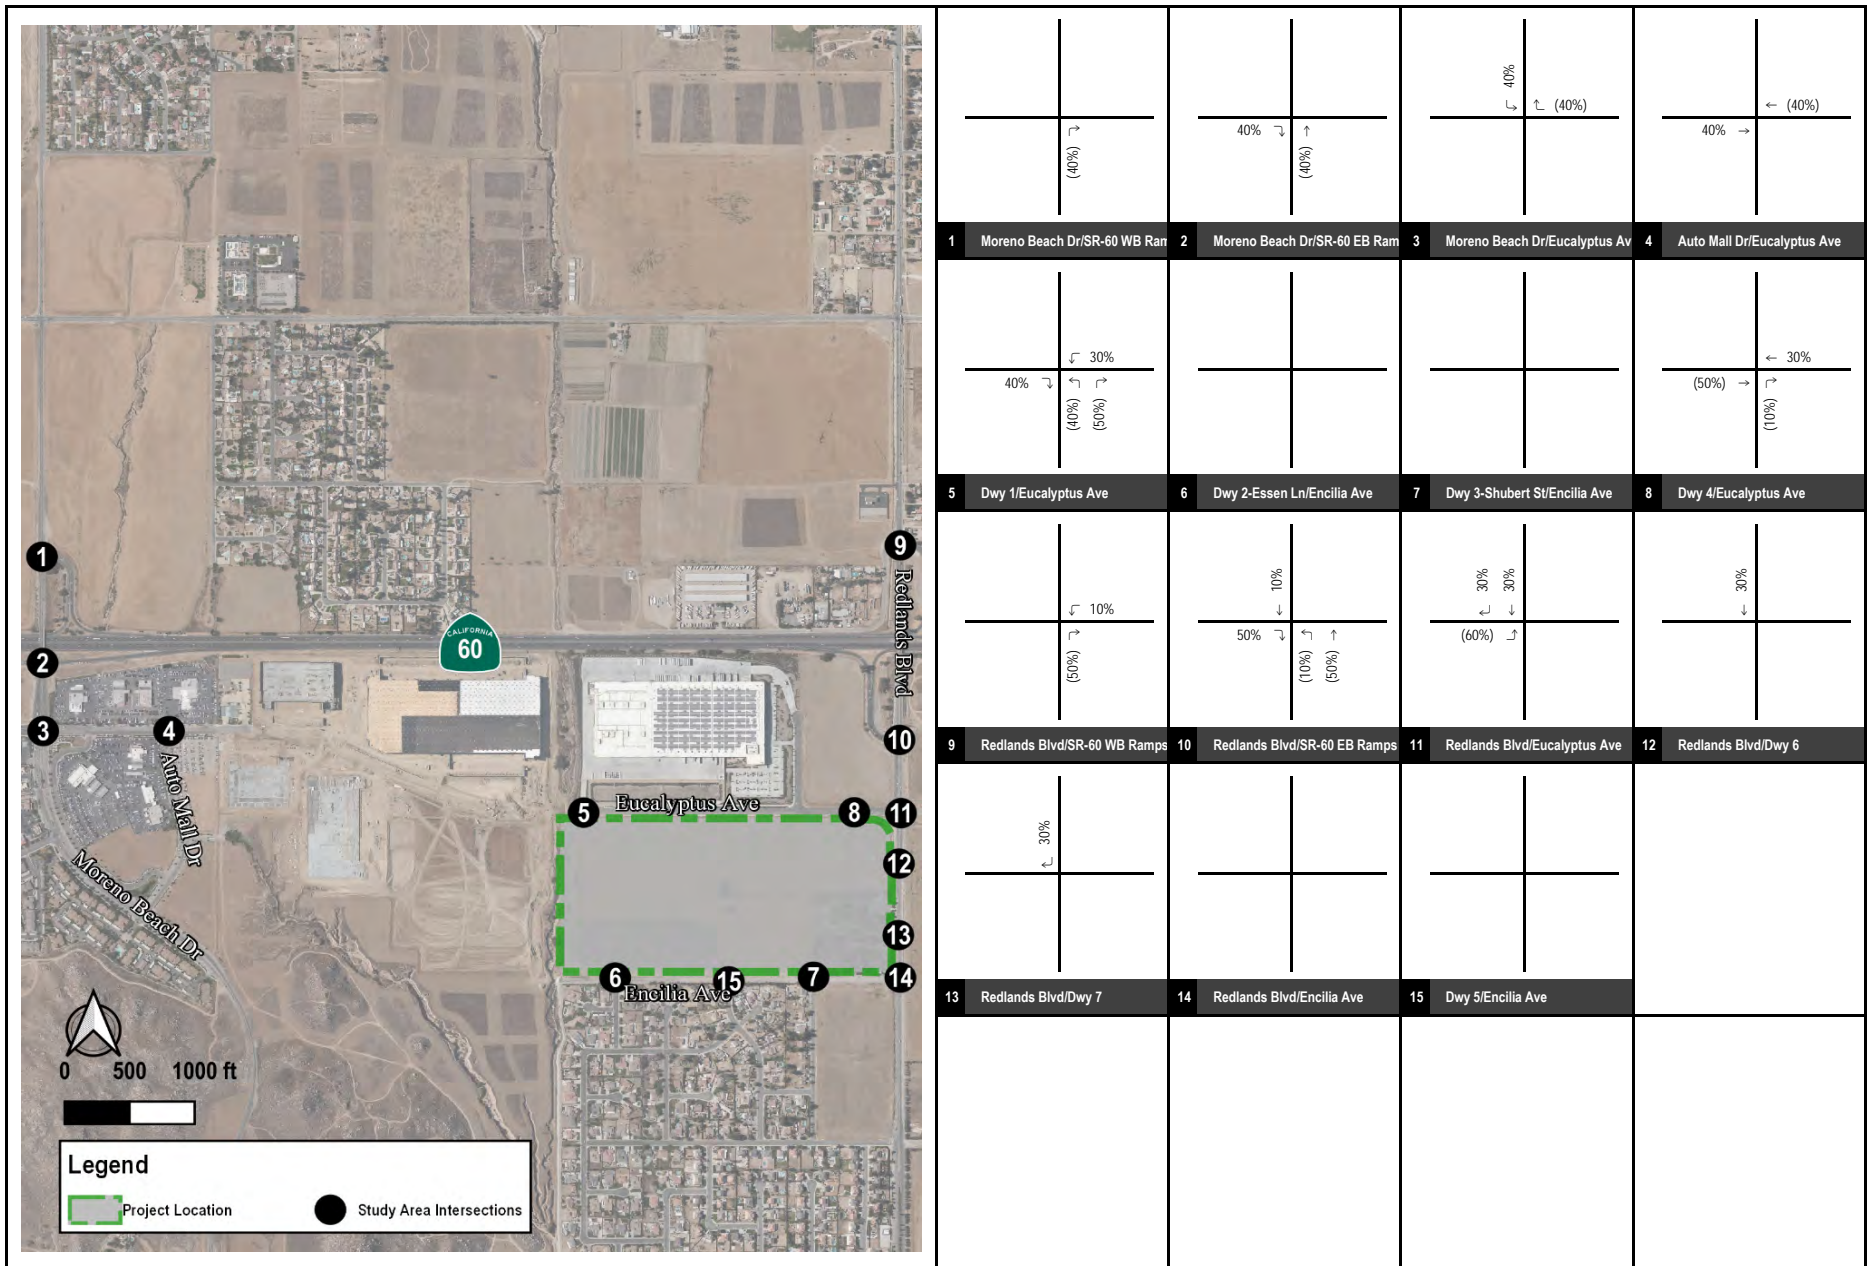 1
2
3
4
5
6
7
8
9
10
11
12
13
14
15
CALIFORNIA
60
Redlands Blvd
Auto Mall Dr
Moreno Beach Dr
Eucalyptus Ave
Encilia Ave
0 500 1000 ft
Legend
Project Location
Study Area Intersections
(40%)
1 Moreno Beach Dr/SR-60 WB Ram
40%
(40%)
2 Moreno Beach Dr/SR-60 EB Ram
40%
(40%)
3 Moreno Beach Dr/Eucalyptus Av
(40%)
40%
4 Auto Mall Dr/Eucalyptus Ave
30%
40%
(40%)
(50%)
5 Dwy 1/Eucalyptus Ave
6 Dwy 2-Essen Ln/Encilia Ave
7 Dwy 3-Shubert St/Encilia Ave
30%
(50%)
(10%)
8 Dwy 4/Eucalyptus Ave
10%
(50%)
9 Redlands Blvd/SR-60 WB Ramps
10%
50%
(10%)
(50%)
10 Redlands Blvd/SR-60 EB Ramps
30%
30%
(60%)
11 Redlands Blvd/Eucalyptus Ave
30%
12 Redlands Blvd/Dwy 6
30%
13 Redlands Blvd/Dwy 7
14 Redlands Blvd/Encilia Ave
15 Dwy 5/Encilia Ave